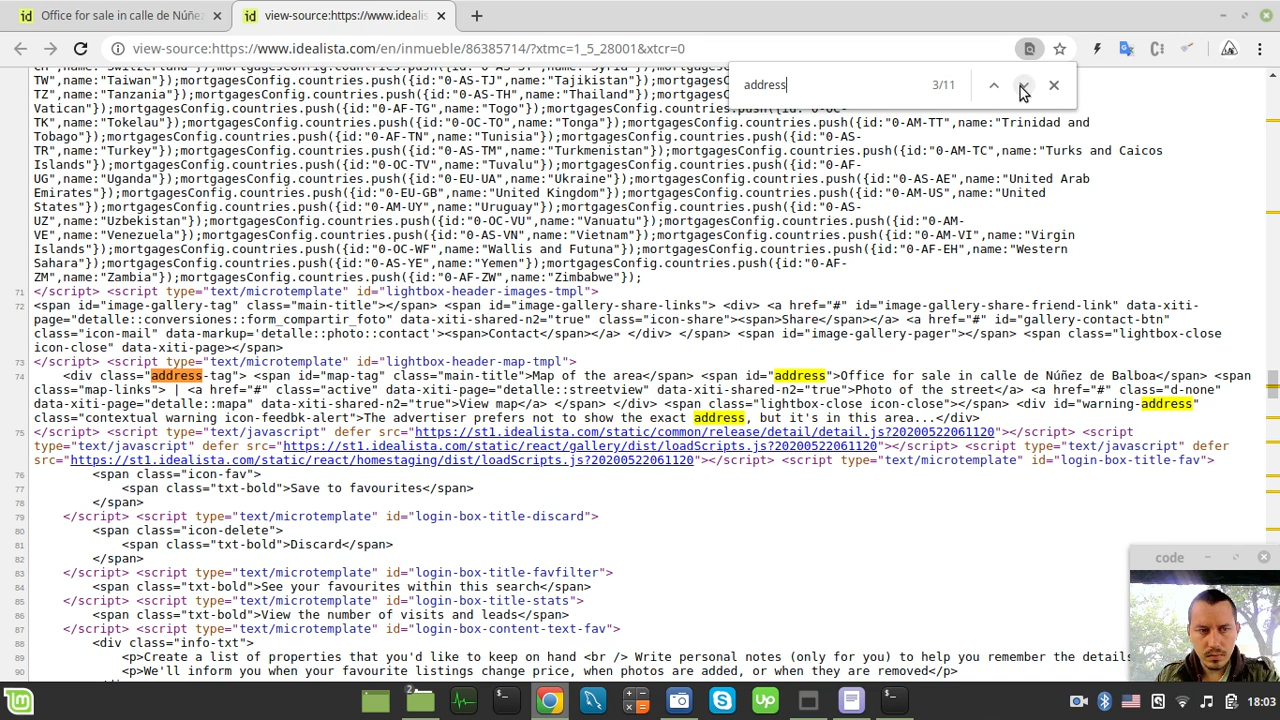 Office for sale in calle de Núñez
view-source:https://www.idealis
view-source:https://www.idealista.com/en/inmueble/86385714/?xtmc=1_5_28001&xtcr=0
address 3/11
TW",name:"Taiwan"});mortgagesConfig.countries.push({id:"0-AS-TJ",name:"Tajikistan"});mortgagesConfig.countries.push({id:"0-AS-
TZ",name:"Tanzania"});mortgagesConfig.countries.push({id:"0-AS-TH",name:"Thailand"});mortgagesConfig.countries.push({id:"0-EU-VA",name:"
Vatican"});mortgagesConfig.countries.push({id:"0-AF-TG",name:"Togo"});mortgagesConfig.countries.push({id:"0-OC-
TK",name:"Tokelau"});mortgagesConfig.countries.push({id:"0-OC-TO",name:"Tonga"});mortgagesConfig.countries.push({id:"0-AM-TT",name:"Trinidad and
Tobago"});mortgagesConfig.countries.push({id:"0-AF-TN",name:"Tunisia"});mortgagesConfig.countries.push({id:"0-AS-
TR",name:"Turkey"});mortgagesConfig.countries.push({id:"0-AS-TM",name:"Turkmenistan"});mortgagesConfig.countries.push({id:"0-AM-TC",name:"Turks and Caicos
Islands"});mortgagesConfig.countries.push({id:"0-OC-TV",name:"Tuvalu"});mortgagesConfig.countries.push({id:"0-AF-
UG",name:"Uganda"});mortgagesConfig.countries.push({id:"0-EU-UA",name:"Ukraine"});mortgagesConfig.countries.push({id:"0-AS-AE",name:"United Arab
Emirates"});mortgagesConfig.countries.push({id:"0-EU-GB",name:"United Kingdom"});mortgagesConfig.countries.push({id:"0-AM-US",name:"United
States"});mortgagesConfig.countries.push({id:"0-AM-UY",name:"Uruguay"});mortgagesConfig.countries.push({id:"0-AS-
UZ",name:"Uzbekistan"});mortgagesConfig.countries.push({id:"0-OC-VU",name:"Vanuatu"});mortgagesConfig.countries.push({id:"0-AM-
VE",name:"Venezuela"});mortgagesConfig.countries.push({id:"0-AS-VN",name:"Vietnam"});mortgagesConfig.countries.push({id:"0-AM-VI",name:"Virgin
Islands"});mortgagesConfig.countries.push({id:"0-OC-WF",name:"Wallis and Futuna"});mortgagesConfig.countries.push({id:"0-AF-EH",name:"Western
Sahara"});mortgagesConfig.countries.push({id:"0-AS-YE",name:"Yemen"});mortgagesConfig.countries.push({id:"0-AF-
ZM",name:"Zambia"});mortgagesConfig.countries.push({id:"0-AF-ZW",name:"Zimbabwe"});
71 </script> <script type="text/microtemplate" id="lightbox-header-images-tmpl">
72 <span id="image-gallery-tag" class="main-title"></span> <span id="image-gallery-share-links"> <div> <a href="#" id="image-gallery-share-friend-link" data-xiti-
page="detalle::conversiones::form_compartir_foto" data-xiti-shared-n2="true" class="icon-share"><span>Share</span></a> <a href="#" id="gallery-contact-btn"
class="icon-mail" data-markup='detalle::photo::contact'><span>Contact</span></a> </div> </span> <span id="image-gallery-pager"></span> <span class="lightbox-close
icon-close" data-xiti-page></span>
73 </script> <script type="text/microtemplate" id="lightbox-header-map-tmpl">
74 <div class="address-tag"> <span id="map-tag" class="main-title">Map of the area</span> <span id="address">Office for sale in calle de Núñez de Balboa</span> <span
class="map-links"> | <a href="#" class="active" data-xiti-page="detalle::streetview" data-xiti-shared-n2="true">Photo of the street</a> <a href="#" class="d-none"
data-xiti-page="detalle::mapa" data-xiti-shared-n2="true">View map</a> </span> </div> <span class="lightbox-close icon-close"></span> <div id="warning-address"
class="contextual warning icon-feedbk-alert">The advertiser prefers not to show the exact address, but it's in this area...</div>
75 </script> <script type="text/javascript" defer src="https://st1.idealista.com/static/common/release/detail/detail.js?20200522061120"></script> <script
type="text/javascript" defer src="https://st1.idealista.com/static/react/gallery/dist/loadScripts.js?20200522061120"></script> <script type="text/javascript" defer
src="https://st1.idealista.com/static/react/homestaging/dist/loadScripts.js?20200522061120"></script> <script type="text/microtemplate" id="login-box-title-fav">
76 <span class="icon-fav">
77 <span class="txt-bold">Save to favourites</span>
78 </span>
79 </script> <script type="text/microtemplate" id="login-box-title-discard">
80 <span class="icon-delete">
81 <span class="txt-bold">Discard</span>
82 </span>
83 </script> <script type="text/microtemplate" id="login-box-title-favfilter">
84 <span class="txt-bold">See your favourites within this search</span>
85 </script> <script type="text/microtemplate" id="login-box-title-stats">
86 <span class="txt-bold">View the number of visits and leads</span>
87 </script> <script type="text/microtemplate" id="login-box-content-text-fav">
88 <div class="info-txt">
89 <p>Create a list of properties that you'd like to keep on hand <br /> Write personal notes (only for you) to help you remember the details
90 <p>We'll inform you when your favourite listings change price, when photos are added, or when they are removed</p>
code
2
18:03